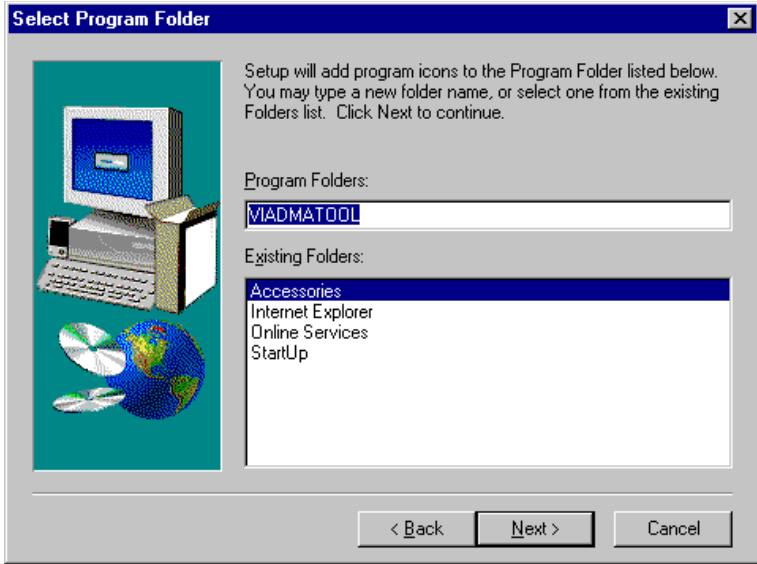 Select Program Folder
Setup will add program icons to the Program Folder listed below.
You may type a new folder name, or select one from the existing
Folders list. Click Next to continue.
Program Folders:
VIADMATOOL
Existing Folders:
Accessories
Internet Explorer
Online Services
StartUp
< Back Next > Cancel